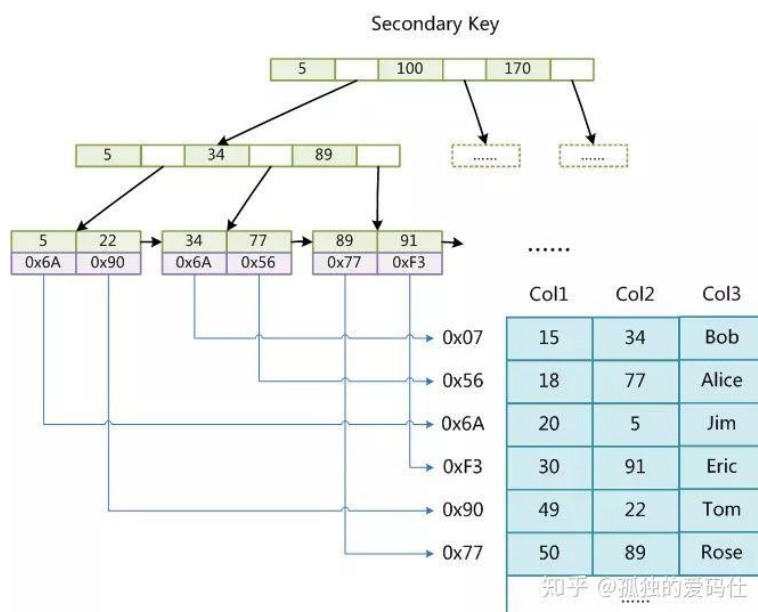 Secondary Key
5 100 170
5 34 89 ...... ......
5 22 34 77 89 91
0x6A 0x90 0x6A 0x56 0x77 0xF3
......
Col1 Col2 Col3
0x07 15 34 Bob
0x56 18 77 Alice
0x6A 20 5 Jim
0xF3 30 91 Eric
0x90 49 22 Tom
0x77 50 89 Rose
知乎 @孤独的爱码仕
......